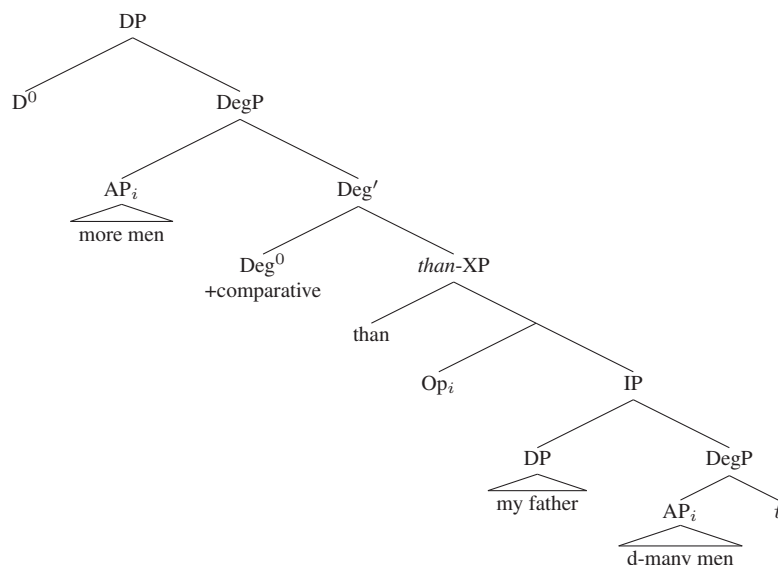 DP
D⁰ DegP
APᵢ Deg′
more men
Deg⁰ than-XP
+comparative
than
Opᵢ IP
DP DegP
my father
APᵢ
d-many men